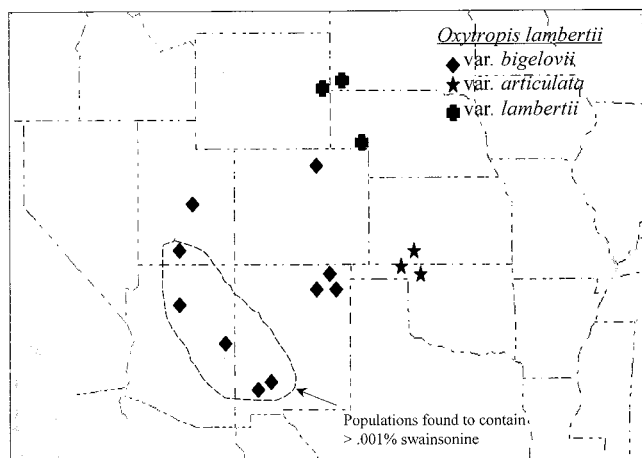 Oxytropis lambertii
var. bigelovii
var. articulata
var. lambertii
Populations found to contain
> .001% swainsonine